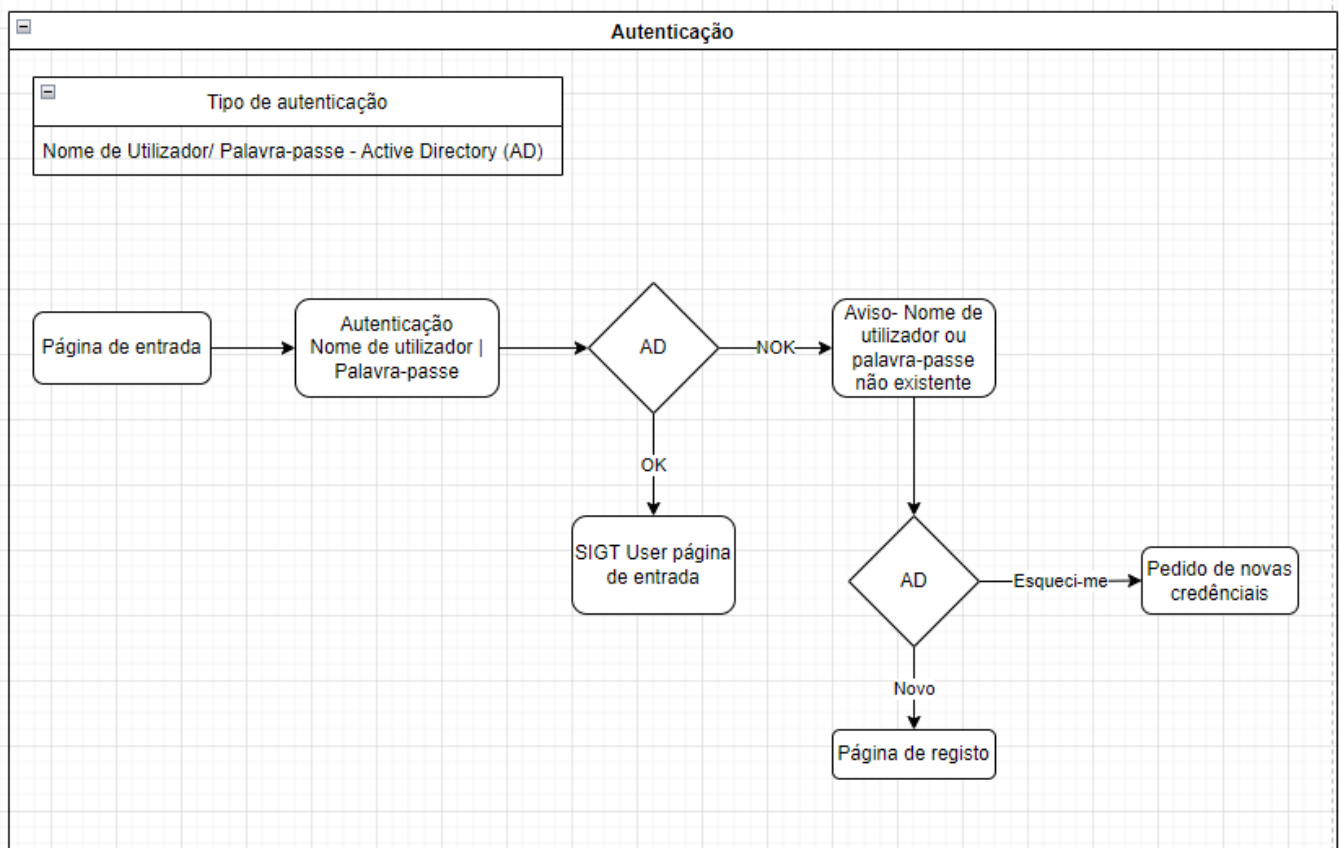 Autenticação
Tipo de autenticação
Nome de Utilizador/ Palavra-passe - Active Directory (AD)
Página de entrada
Autenticação
Nome de utilizador |
Palavra-passe
AD
NOK
Aviso- Nome de
utilizador ou
palavra-passe
não existente
OK
SIGT User página
de entrada
AD
Esqueci-me
Pedido de novas
credênciais
Novo
Página de registo